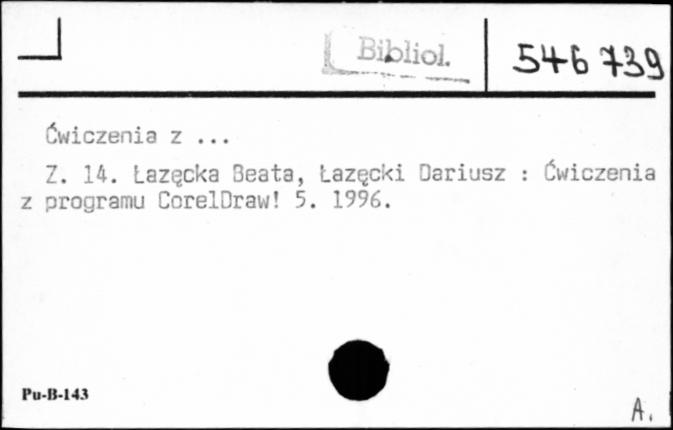 Bibliol.
546 739
Ćwiczenia z ...
Z. 14. Łazęcka Beata, Łazęcki Dariusz : Ćwiczenia
z programu CorelDraw! 5. 1996.
Pu-B-143
A.